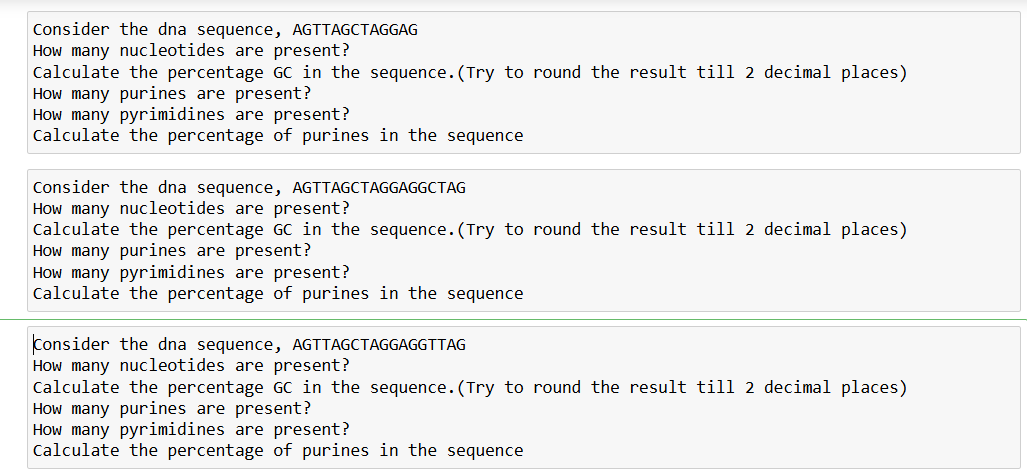 Consider the dna sequence, AGTTAGCTAGGAG
How many nucleotides are present?
Calculate the percentage GC in the sequence.(Try to round the result till 2 decimal places)
How many purines are present?
How many pyrimidines are present?
Calculate the percentage of purines in the sequence
Consider the dna sequence, AGTTAGCTAGGAGGCTAG
How many nucleotides are present?
Calculate the percentage GC in the sequence.(Try to round the result till 2 decimal places)
How many purines are present?
How many pyrimidines are present?
Calculate the percentage of purines in the sequence
Consider the dna sequence, AGTTAGCTAGGAGGTTAG
How many nucleotides are present?
Calculate the percentage GC in the sequence.(Try to round the result till 2 decimal places)
How many purines are present?
How many pyrimidines are present?
Calculate the percentage of purines in the sequence